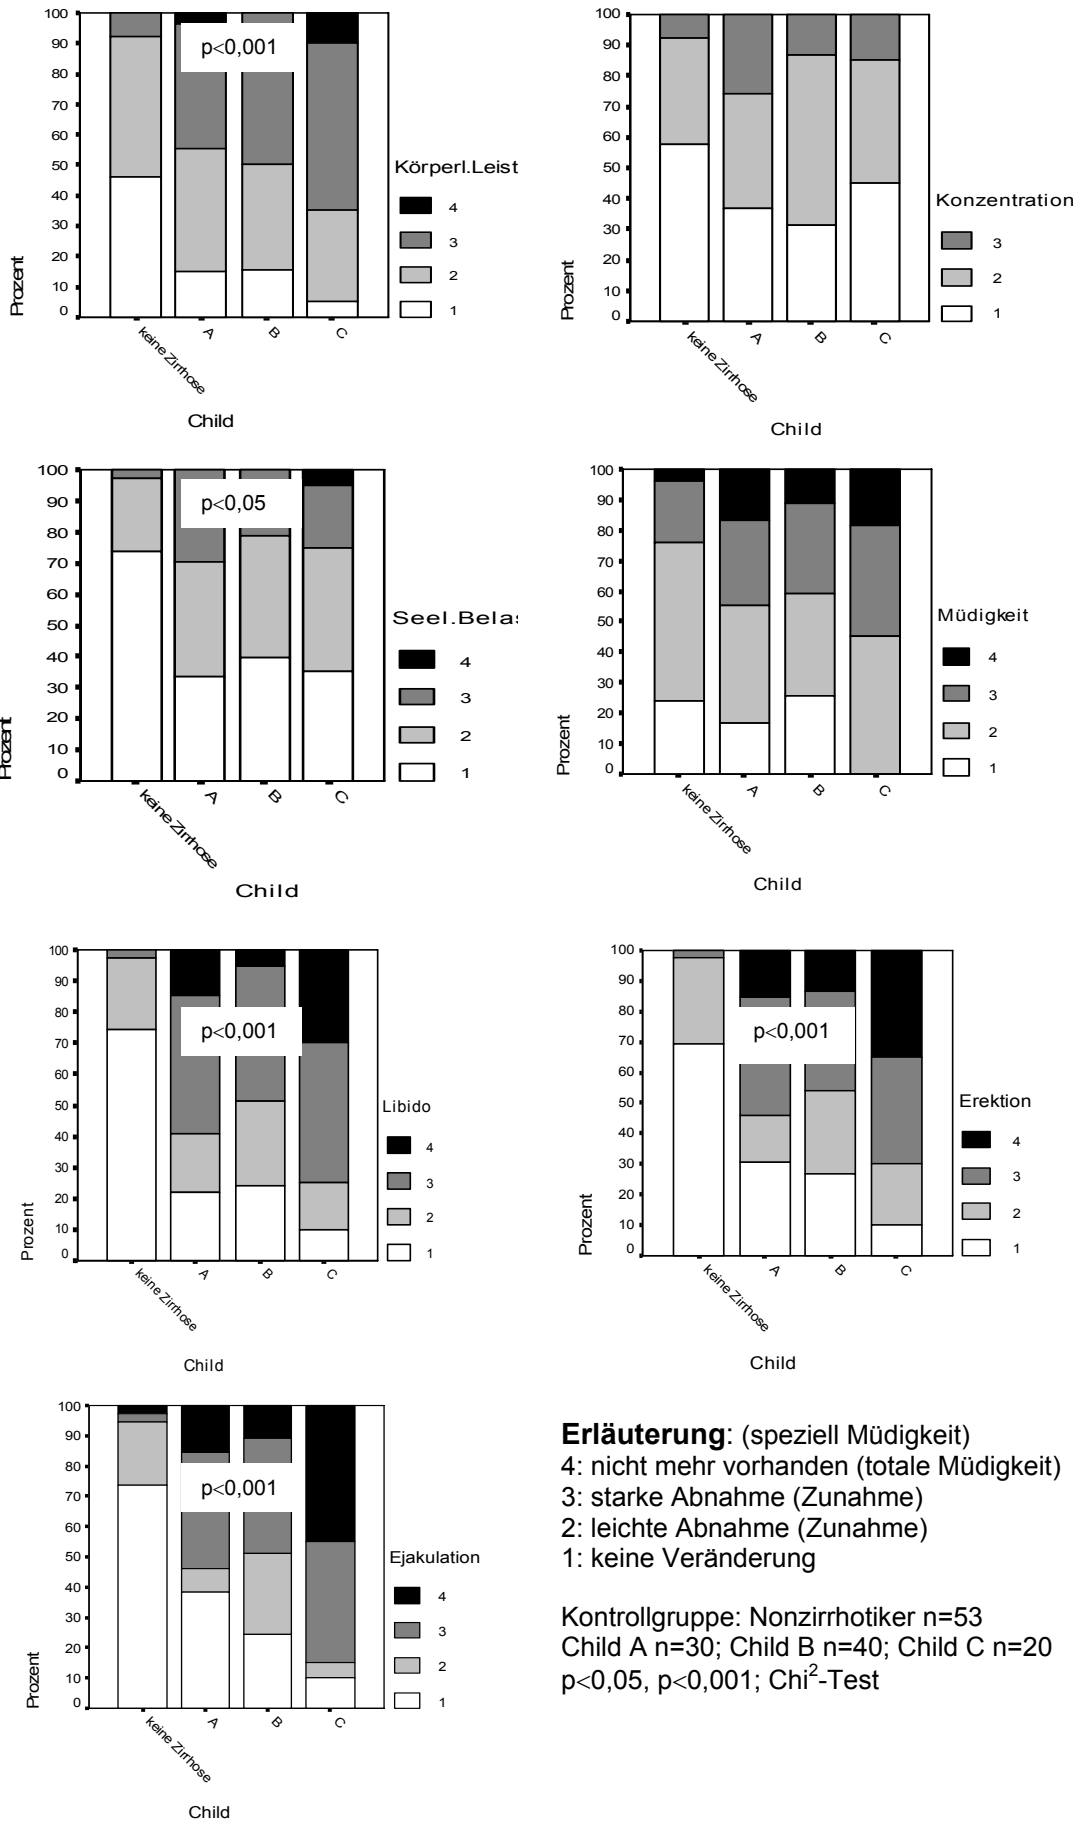 100
90
80
70
60
50
40
30
20
10
0
Prozent
p<0,001
keine Zirrhose
A
B
C
Child
Körperl.Leist
4
3
2
1
100
90
80
70
60
50
40
30
20
10
0
Prozent
keine Zirrhose
A
B
C
Child
Konzentration
3
2
1
100
90
80
70
60
50
40
30
20
10
0
Prozent
p<0,05
keine Zirrhose
A
B
C
Child
Seel.Belas
4
3
2
1
100
90
80
70
60
50
40
30
20
10
0
Prozent
keine Zirrhose
A
B
C
Child
Müdigkeit
4
3
2
1
100
90
80
70
60
50
40
30
20
10
0
Prozent
p<0,001
keine Zirrhose
A
B
C
Child
Libido
4
3
2
1
100
90
80
70
60
50
40
30
20
10
0
Prozent
p<0,001
keine Zirrhose
A
B
C
Child
Erektion
4
3
2
1
100
90
80
70
60
50
40
30
20
10
0
Prozent
p<0,001
keine Zirrhose
A
B
C
Child
Ejakulation
4
3
2
1
Erläuterung: (speziell Müdigkeit)
4: nicht mehr vorhanden (totale Müdigkeit)
3: starke Abnahme (Zunahme)
2: leichte Abnahme (Zunahme)
1: keine Veränderung
Kontrollgruppe: Nonzirrhotiker n=53
Child A n=30; Child B n=40; Child C n=20
p<0,05, p<0,001; Chi²-Test